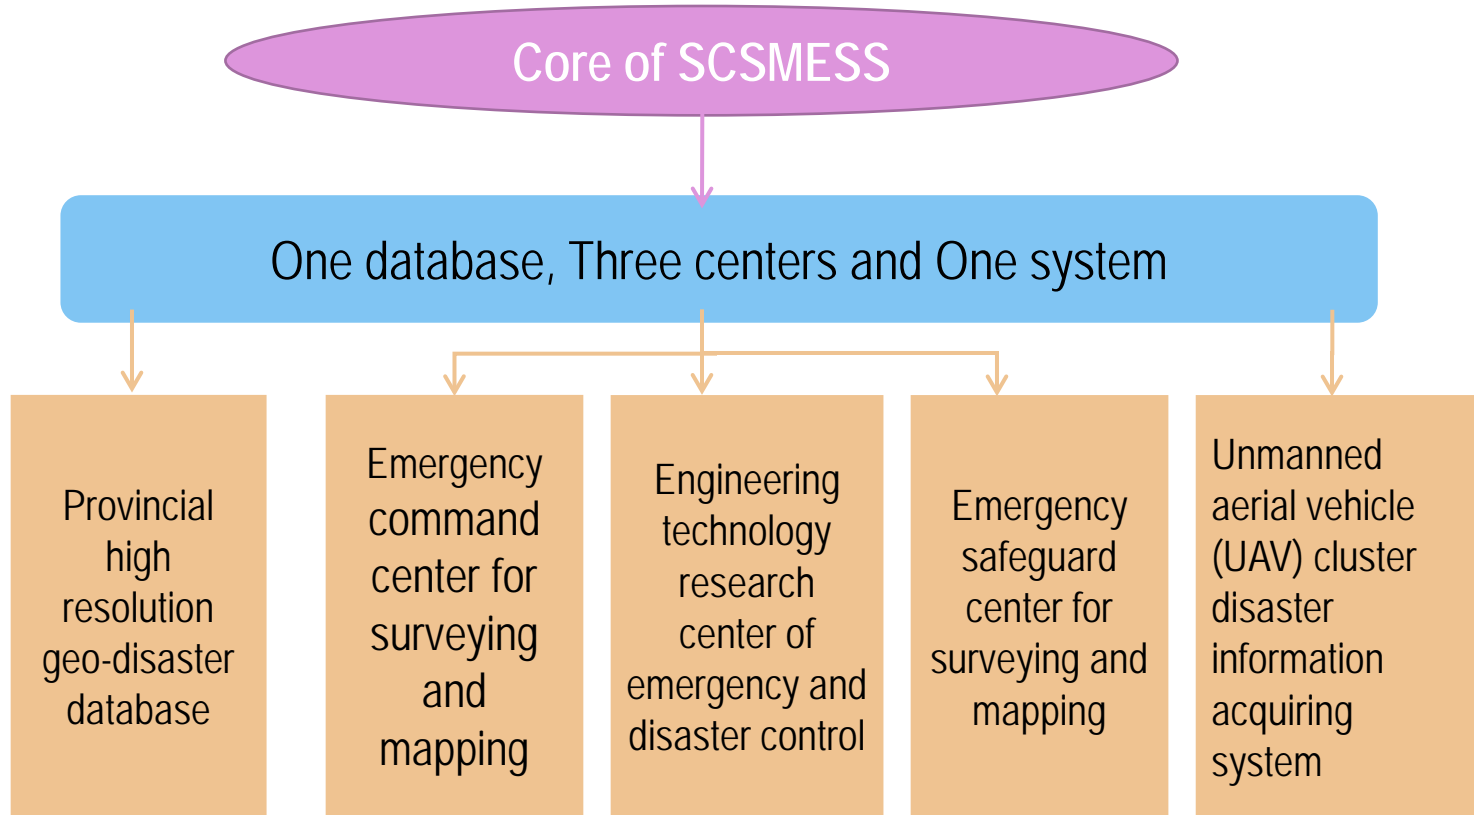 Core of SCSMESS
One database, Three centers and One system
Provincial
high
resolution
geo-disaster
database
Emergency
command
center for
surveying
and
mapping
Engineering
technology
research
center of
emergency and
disaster control
Emergency
safeguard
center for
surveying and
mapping
Unmanned
aerial vehicle
(UAV) cluster
disaster
information
acquiring
system